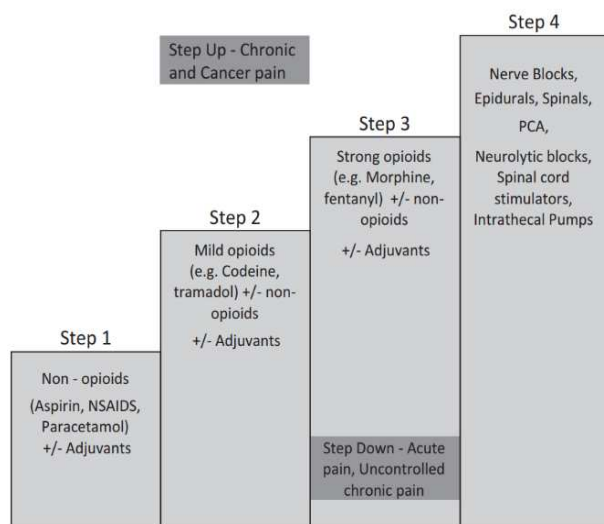 Step 1
Non - opioids
(Aspirin, NSAIDS,
Paracetamol)
+/- Adjuvants
Step Up - Chronic
and Cancer pain
Step 2
Mild opioids
(e.g. Codeine,
tramadol) +/- non-
opioids
+/- Adjuvants
Step 3
Strong opioids
(e.g. Morphine,
fentanyl) +/- non-
opioids
+/- Adjuvants
Step Down - Acute
pain, Uncontrolled
chronic pain
Step 4
Nerve Blocks,
Epidurals, Spinals,
PCA,
Neurolytic blocks,
Spinal cord
stimulators,
Intrathecal Pumps